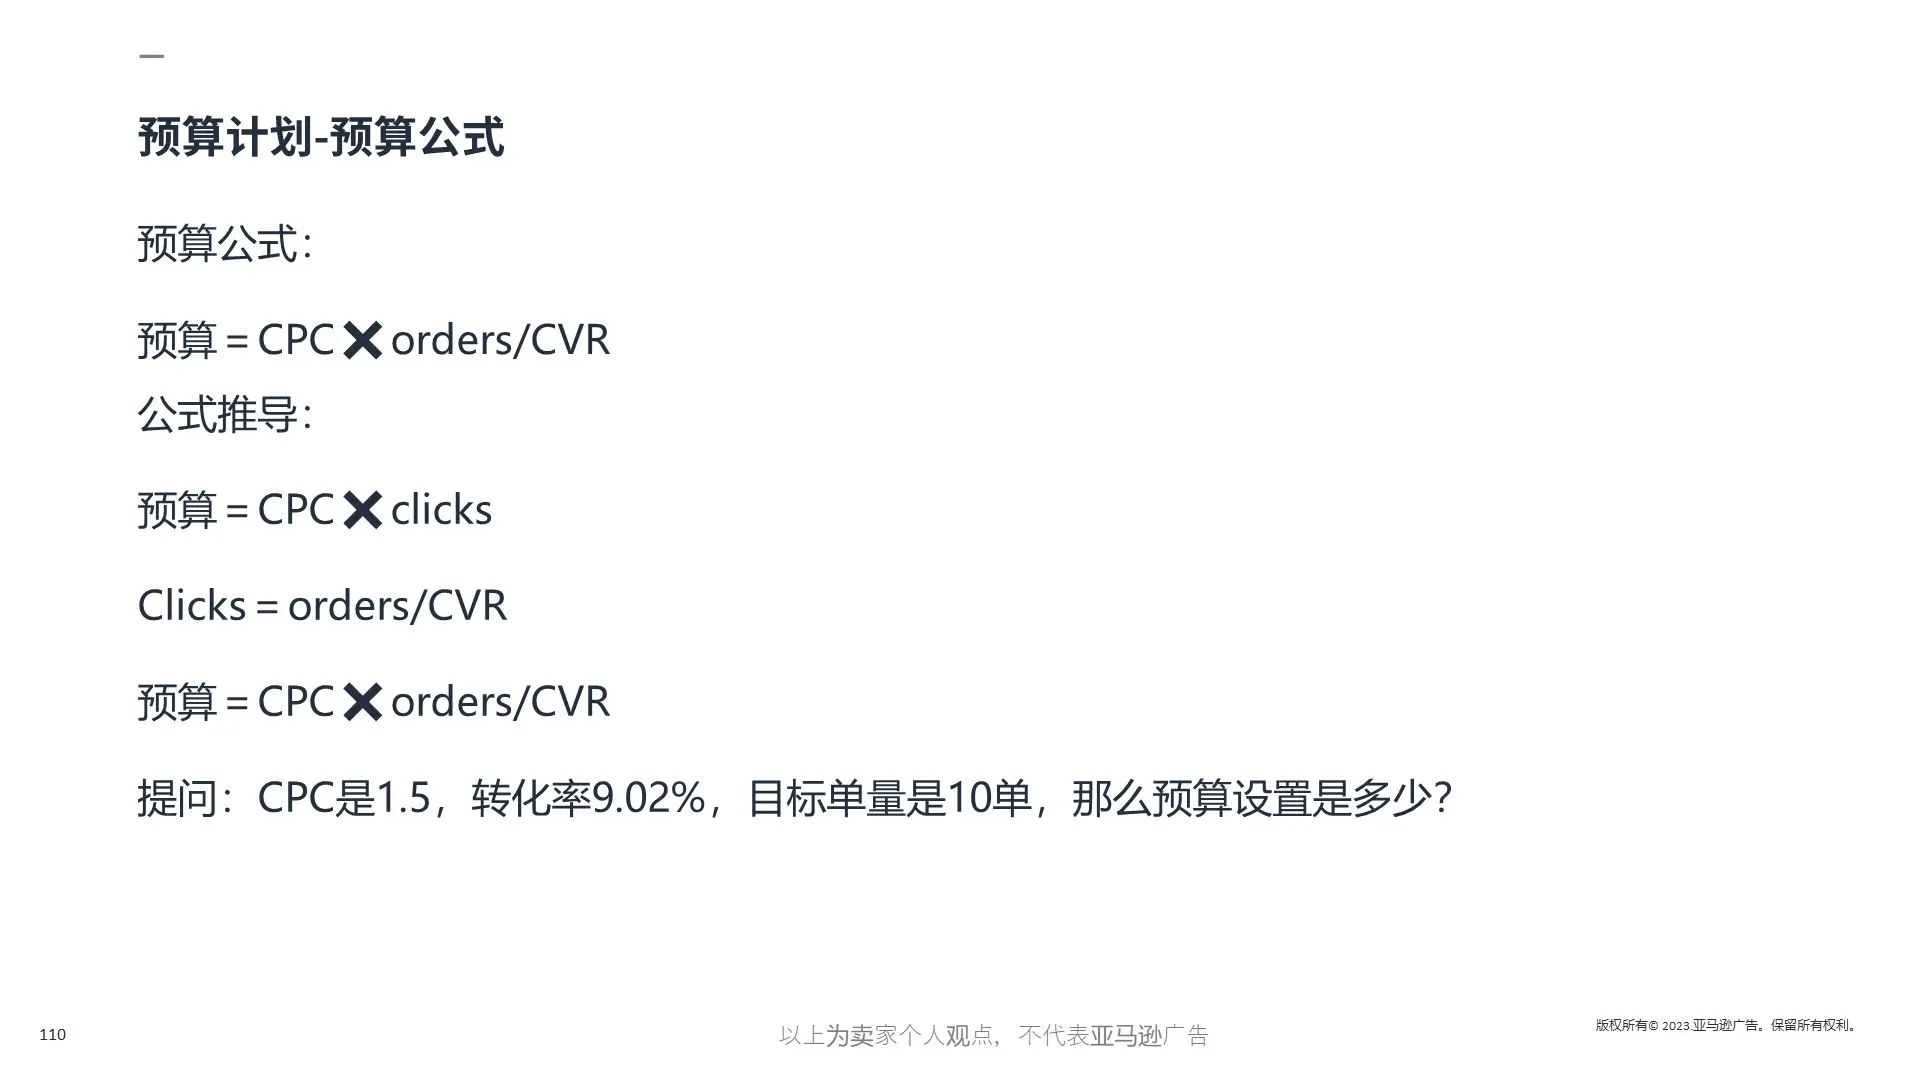 预算计划-预算公式
预算公式：
预算 = CPC❌orders/CVR
公式推导：
预算 = CPC❌clicks
Clicks = orders/CVR
预算 = CPC❌orders/CVR
提问：CPC是1.5，转化率9.02%，目标单量是10单，那么预算设置是多少？
110
以上为卖家个人观点，不代表亚马逊广告
版权所有© 2023.亚马逊广告。保留所有权利。